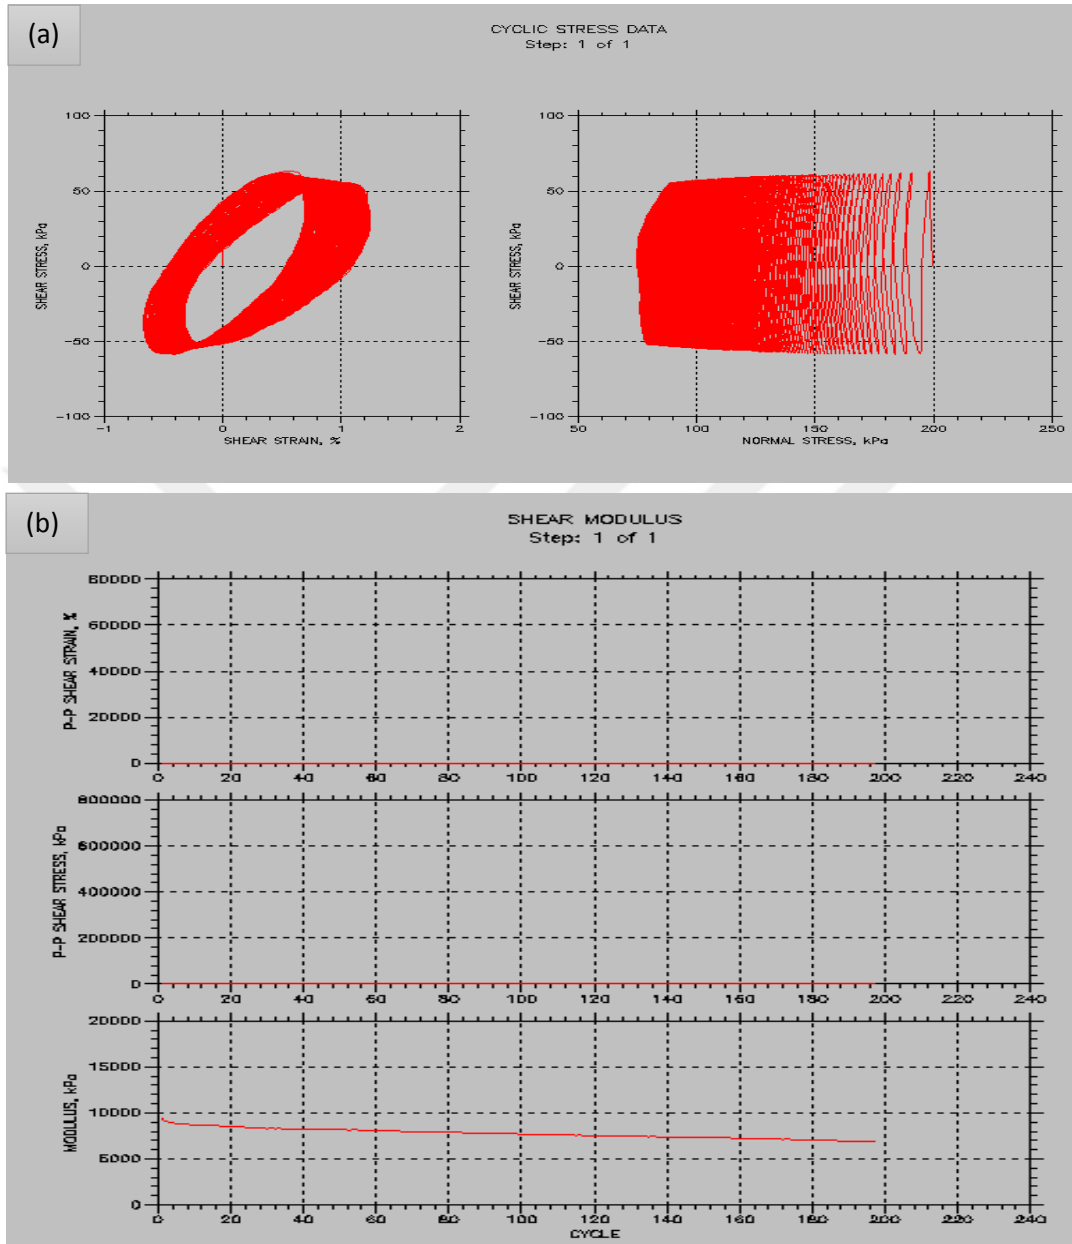 (a)
CYCLIC STRESS DATA
Step: 1 of 1
SHEAR STRESS, kPa
100
50
0
-50
-100
-1 0 1 2
SHEAR STRAIN, %
SHEAR STRESS, kPa
100
50
0
-50
-100
50 100 150 200 250
NORMAL STRESS, kPa
(b)
SHEAR MODULUS
Step: 1 of 1
P-P SHEAR STRAIN, %
80000
60000
40000
20000
0
0 20 40 60 80 100 120 140 160 180 200 220 240
P-P SHEAR STRESS, kPa
800000
600000
400000
200000
0
0 20 40 60 80 100 120 140 160 180 200 220 240
MODULUS, kPa
20000
15000
10000
5000
0
0 20 40 60 80 100 120 140 160 180 200 220 240
CYCLE